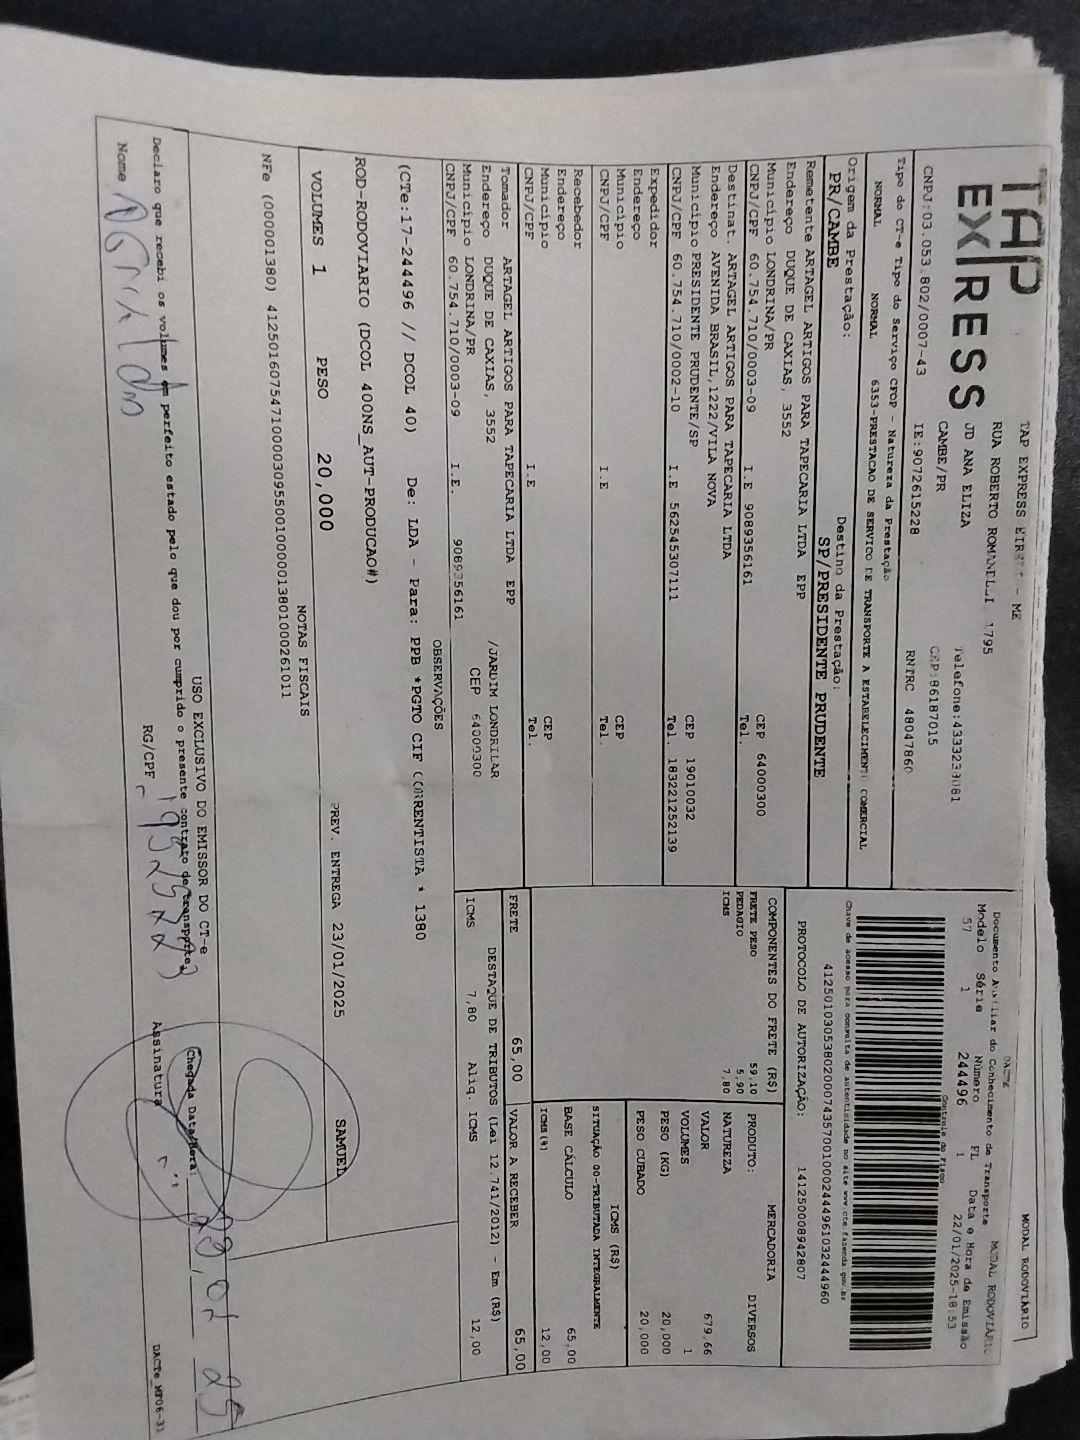 TAP EXPRESS
TAP EXPRESS EIRELI - ME
RUA ROBERTO ROMANELLI 1795
JD ANA ELIZA Telefone:4333233081
CAMBE/PR CEP:86187015
CNPJ:03.053.802/0007-43 IE:9072615228 RNTRC 48047860
Tipo do CT-e Tipo do Serviço CFOP - Natureza da Prestação
NORMAL NORMAL 6353-PRESTACAO DE SERVICO DE TRANSPORTE A ESTABELECIMENTO COMERCIAL
Origem da Prestação: Destino da Prestação:
PR/CAMBE SP/PRESIDENTE PRUDENTE
Remetente ARTAGEL ARTIGOS PARA TAPECARIA LTDA EPP
Endereço DUQUE DE CAXIAS, 3552
Município LONDRINA/PR CEP 64000300
CNPJ/CPF 60.754.710/0003-09 I.E 9089356161 Tel.
Destinat. ARTAGEL ARTIGOS PARA TAPECARIA LTDA
Endereço AVENIDA BRASIL,1222/VILA NOVA
Município PRESIDENTE PRUDENTE/SP CEP 19010032
CNPJ/CPF 60.754.710/0002-10 I.E 562545307111 Tel. 183221252139
Expedidor
Endereço
Município CEP
CNPJ/CPF I.E Tel.
Recebedor
Endereço
Município CEP
CNPJ/CPF I.E Tel.
Tomador ARTAGEL ARTIGOS PARA TAPECARIA LTDA EPP
Endereço DUQUE DE CAXIAS, 3552 /JARDIM LONDRILAR
Município LONDRINA/PR CEP 64000300
CNPJ/CPF 60.754.710/0003-09 I.E. 9089356161
MODAL RODOVIÁRIO
DACTE MODAL RODOVIÁRIO
Documento Auxiliar do Conhecimento de Transporte
Modelo Série Número FL Data e Hora de Emissão
57 1 244496 1 22/01/2025-18:53
Controle do Fisco
Chave de acesso para consulta de autenticidade no site www.cte.fazenda.gov.br
41250103053802000743570010002444961032444960
PROTOCOLO DE AUTORIZAÇÃO: 141250008942807
COMPONENTES DO FRETE (R$)
FRETE PESO 59,10
PEDAGIO 5,90
ICMS 7,80
MERCADORIA
PRODUTO: DIVERSOS
NATUREZA
VALOR 679,66
VOLUMES 1
PESO (KG) 20,000
PESO CUBADO 20,000
ICMS (R$)
SITUAÇÃO 00-TRIBUTADA INTEGRALMENTE
BASE CÁLCULO 65,00
ICMS(%) 12,00
FRETE 65,00 VALOR A RECEBER 65,00
DESTAQUE DE TRIBUTOS (Lei 12.741/2012) - Em (R$)
ICMS 7,80 Aliq. ICMS 12,00
OBSERVAÇÕES
(CTe:17-244496 // DCOL 40) De: LDA - Para: PPB *PGTO CIF CORRENTISTA * 1380
ROD-RODOVIARIO (DCOL 400NS_AUT-PRODUCAO#)
VOLUMES 1 PESO 20,000 PREV. ENTREGA 23/01/2025 SAMUEL
NOTAS FISCAIS
NFe (000001380) 41250160754710000309550010000013801000261011
USO EXCLUSIVO DO EMISSOR DO CT-e
Chegada Data/Hora: 23,01 25
Declaro que recebi os volumes em perfeito estado pelo que dou por cumprido o presente contrato de transporte.
Nome RG/CPF Assinatura
DACTe_MF06-31